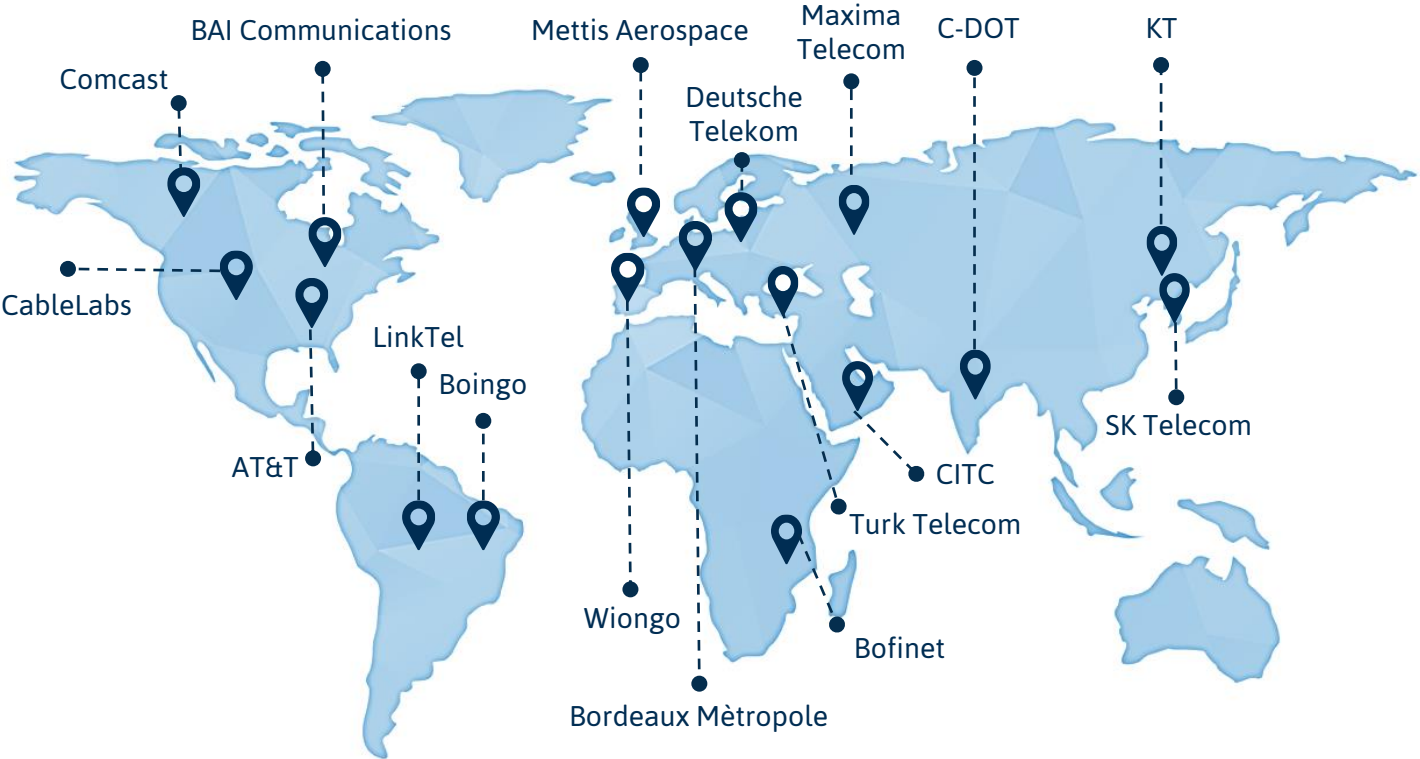 BAI Communications
Mettis Aerospace
Maxima
Telecom
C-DOT
KT
Comcast
Deutsche
Telekom
CableLabs
LinkTel
Boingo
AT&T
SK Telecom
CITC
Turk Telecom
Wiongo
Bofinet
Bordeaux Mètropole